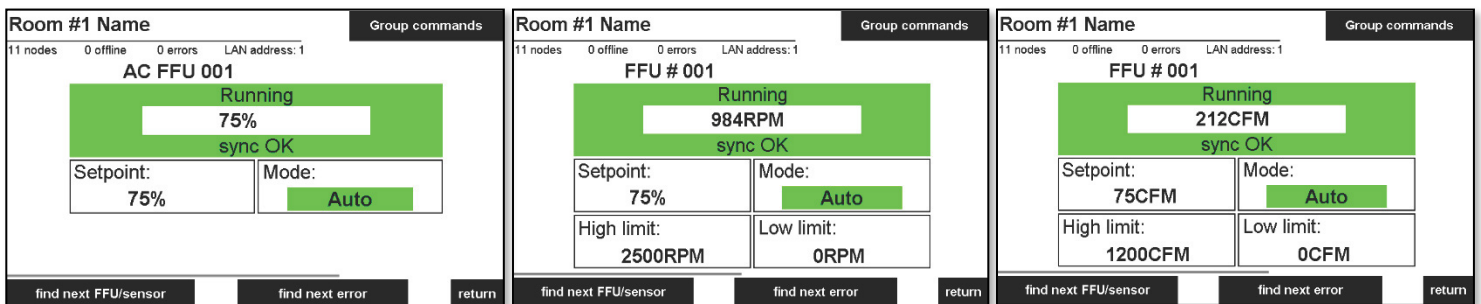 Room #1 Name
Group commands
11 nodes 0 offline 0 errors LAN address: 1
AC FFU 001
Running
75%
sync OK
Setpoint: Mode:
75% Auto
find next FFU/sensor find next error return
Room #1 Name
Group commands
11 nodes 0 offline 0 errors LAN address: 1
FFU # 001
Running
984RPM
sync OK
Setpoint: Mode:
75% Auto
High limit: Low limit:
2500RPM 0RPM
find next FFU/sensor find next error return
Room #1 Name
Group commands
11 nodes 0 offline 0 errors LAN address: 1
FFU # 001
Running
212CFM
sync OK
Setpoint: Mode:
75CFM Auto
High limit: Low limit:
1200CFM 0CFM
find next FFU/sensor find next error return